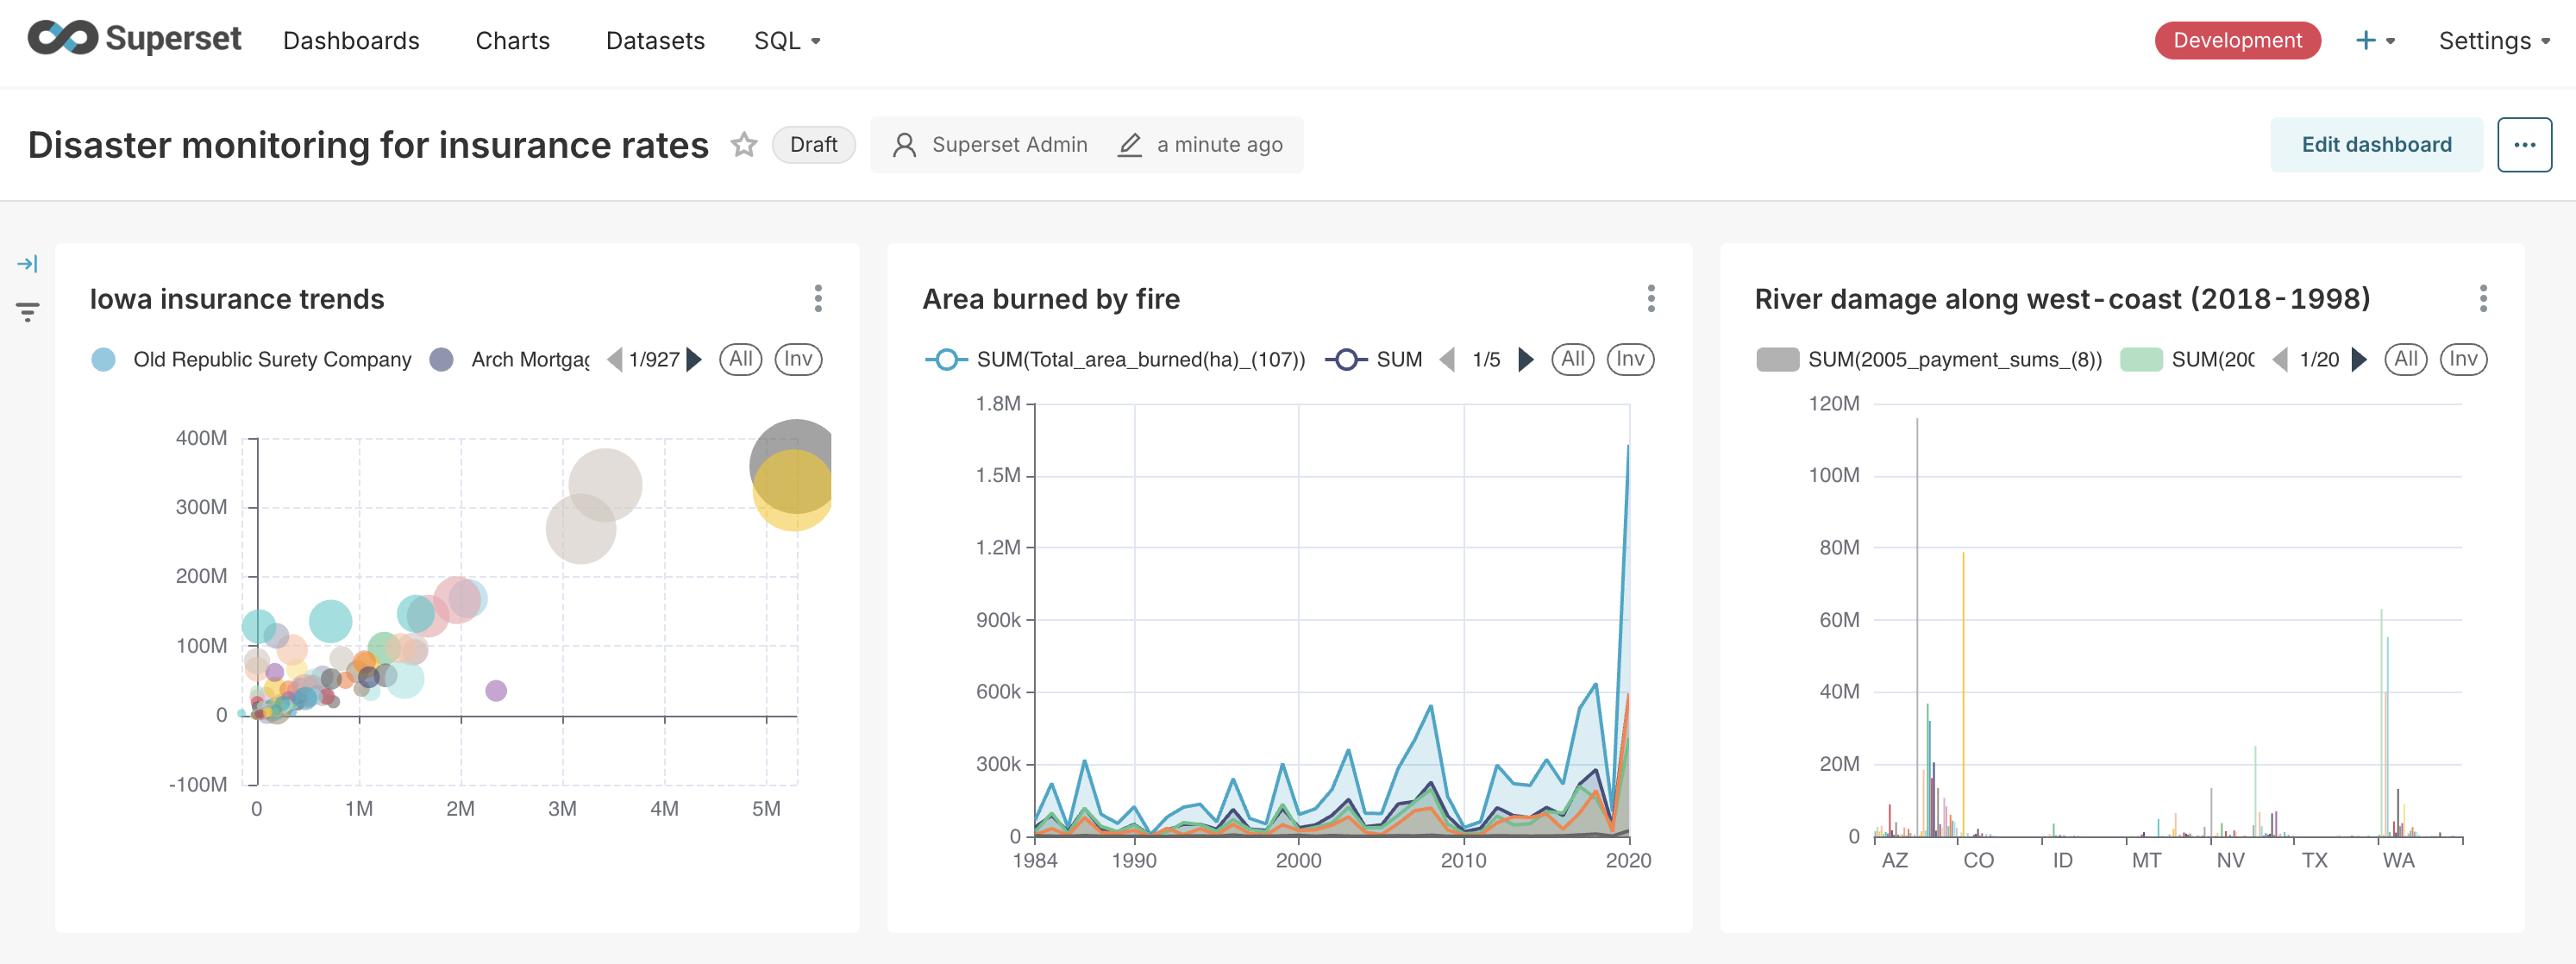 Superset Dashboards Charts Datasets SQL Development + Settings
Disaster monitoring for insurance rates Draft Superset Admin a minute ago Edit dashboard ...
Iowa insurance trends
Old Republic Surety Company Arch Mortgag 1/927 All Inv
400M
300M
200M
100M
0
-100M
0 1M 2M 3M 4M 5M
Area burned by fire
SUM(Total_area_burned(ha)_(107)) SUM 1/5 All Inv
1.8M
1.5M
1.2M
900k
600k
300k
0
1984 1990 2000 2010 2020
River damage along west-coast (2018-1998)
SUM(2005_payment_sums_(8)) SUM(200 1/20 All Inv
120M
100M
80M
60M
40M
20M
0
AZ CO ID MT NV TX WA